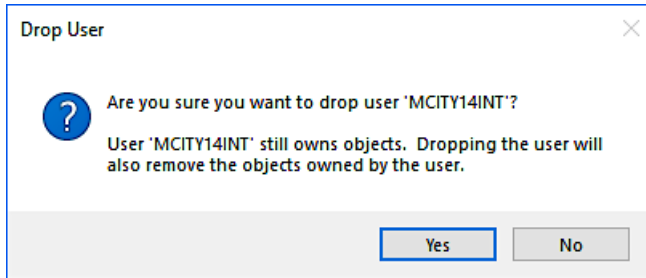 Drop User
Are you sure you want to drop user 'MCITY14INT'?
User 'MCITY14INT' still owns objects.  Dropping the user will
also remove the objects owned by the user.
Yes
No